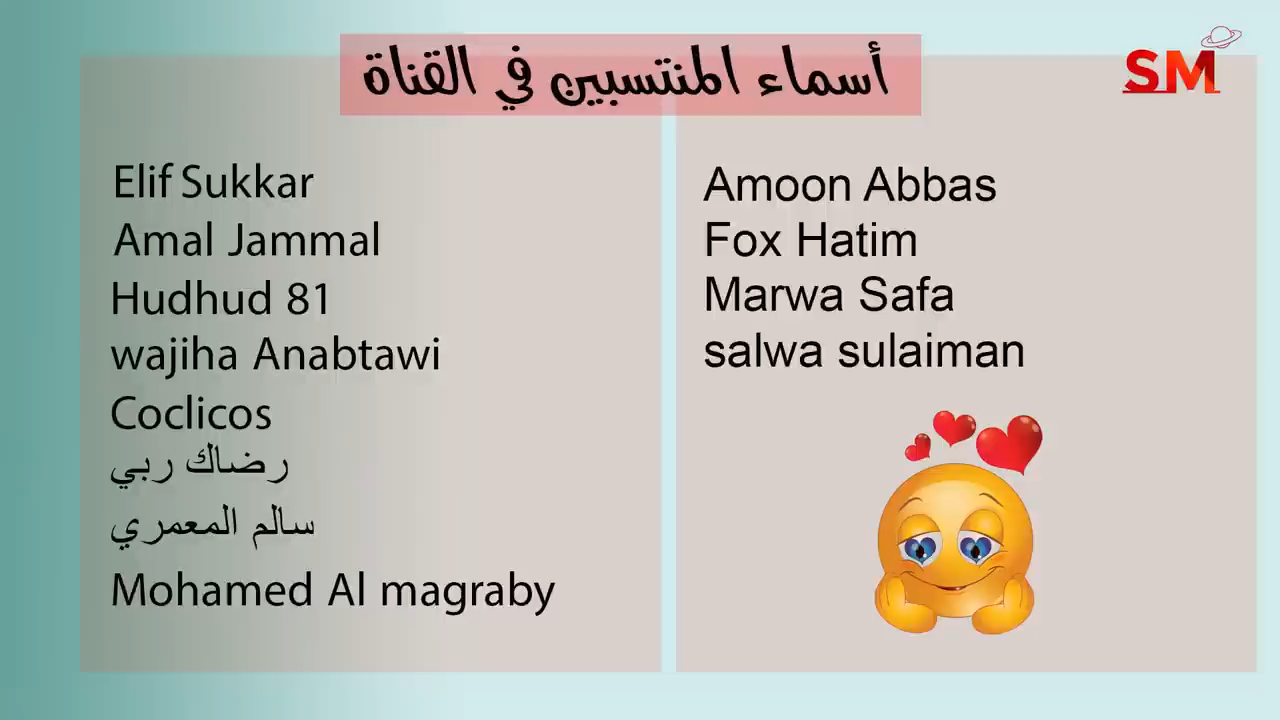 أسماء المنتسبين في القناة
SM
Elif Sukkar
Amal Jammal
Hudhud 81
wajiha Anabtawi
Coclicos
رضاك ربي
سالم المعمري
Mohamed Al magraby
Amoon Abbas
Fox Hatim
Marwa Safa
salwa sulaiman